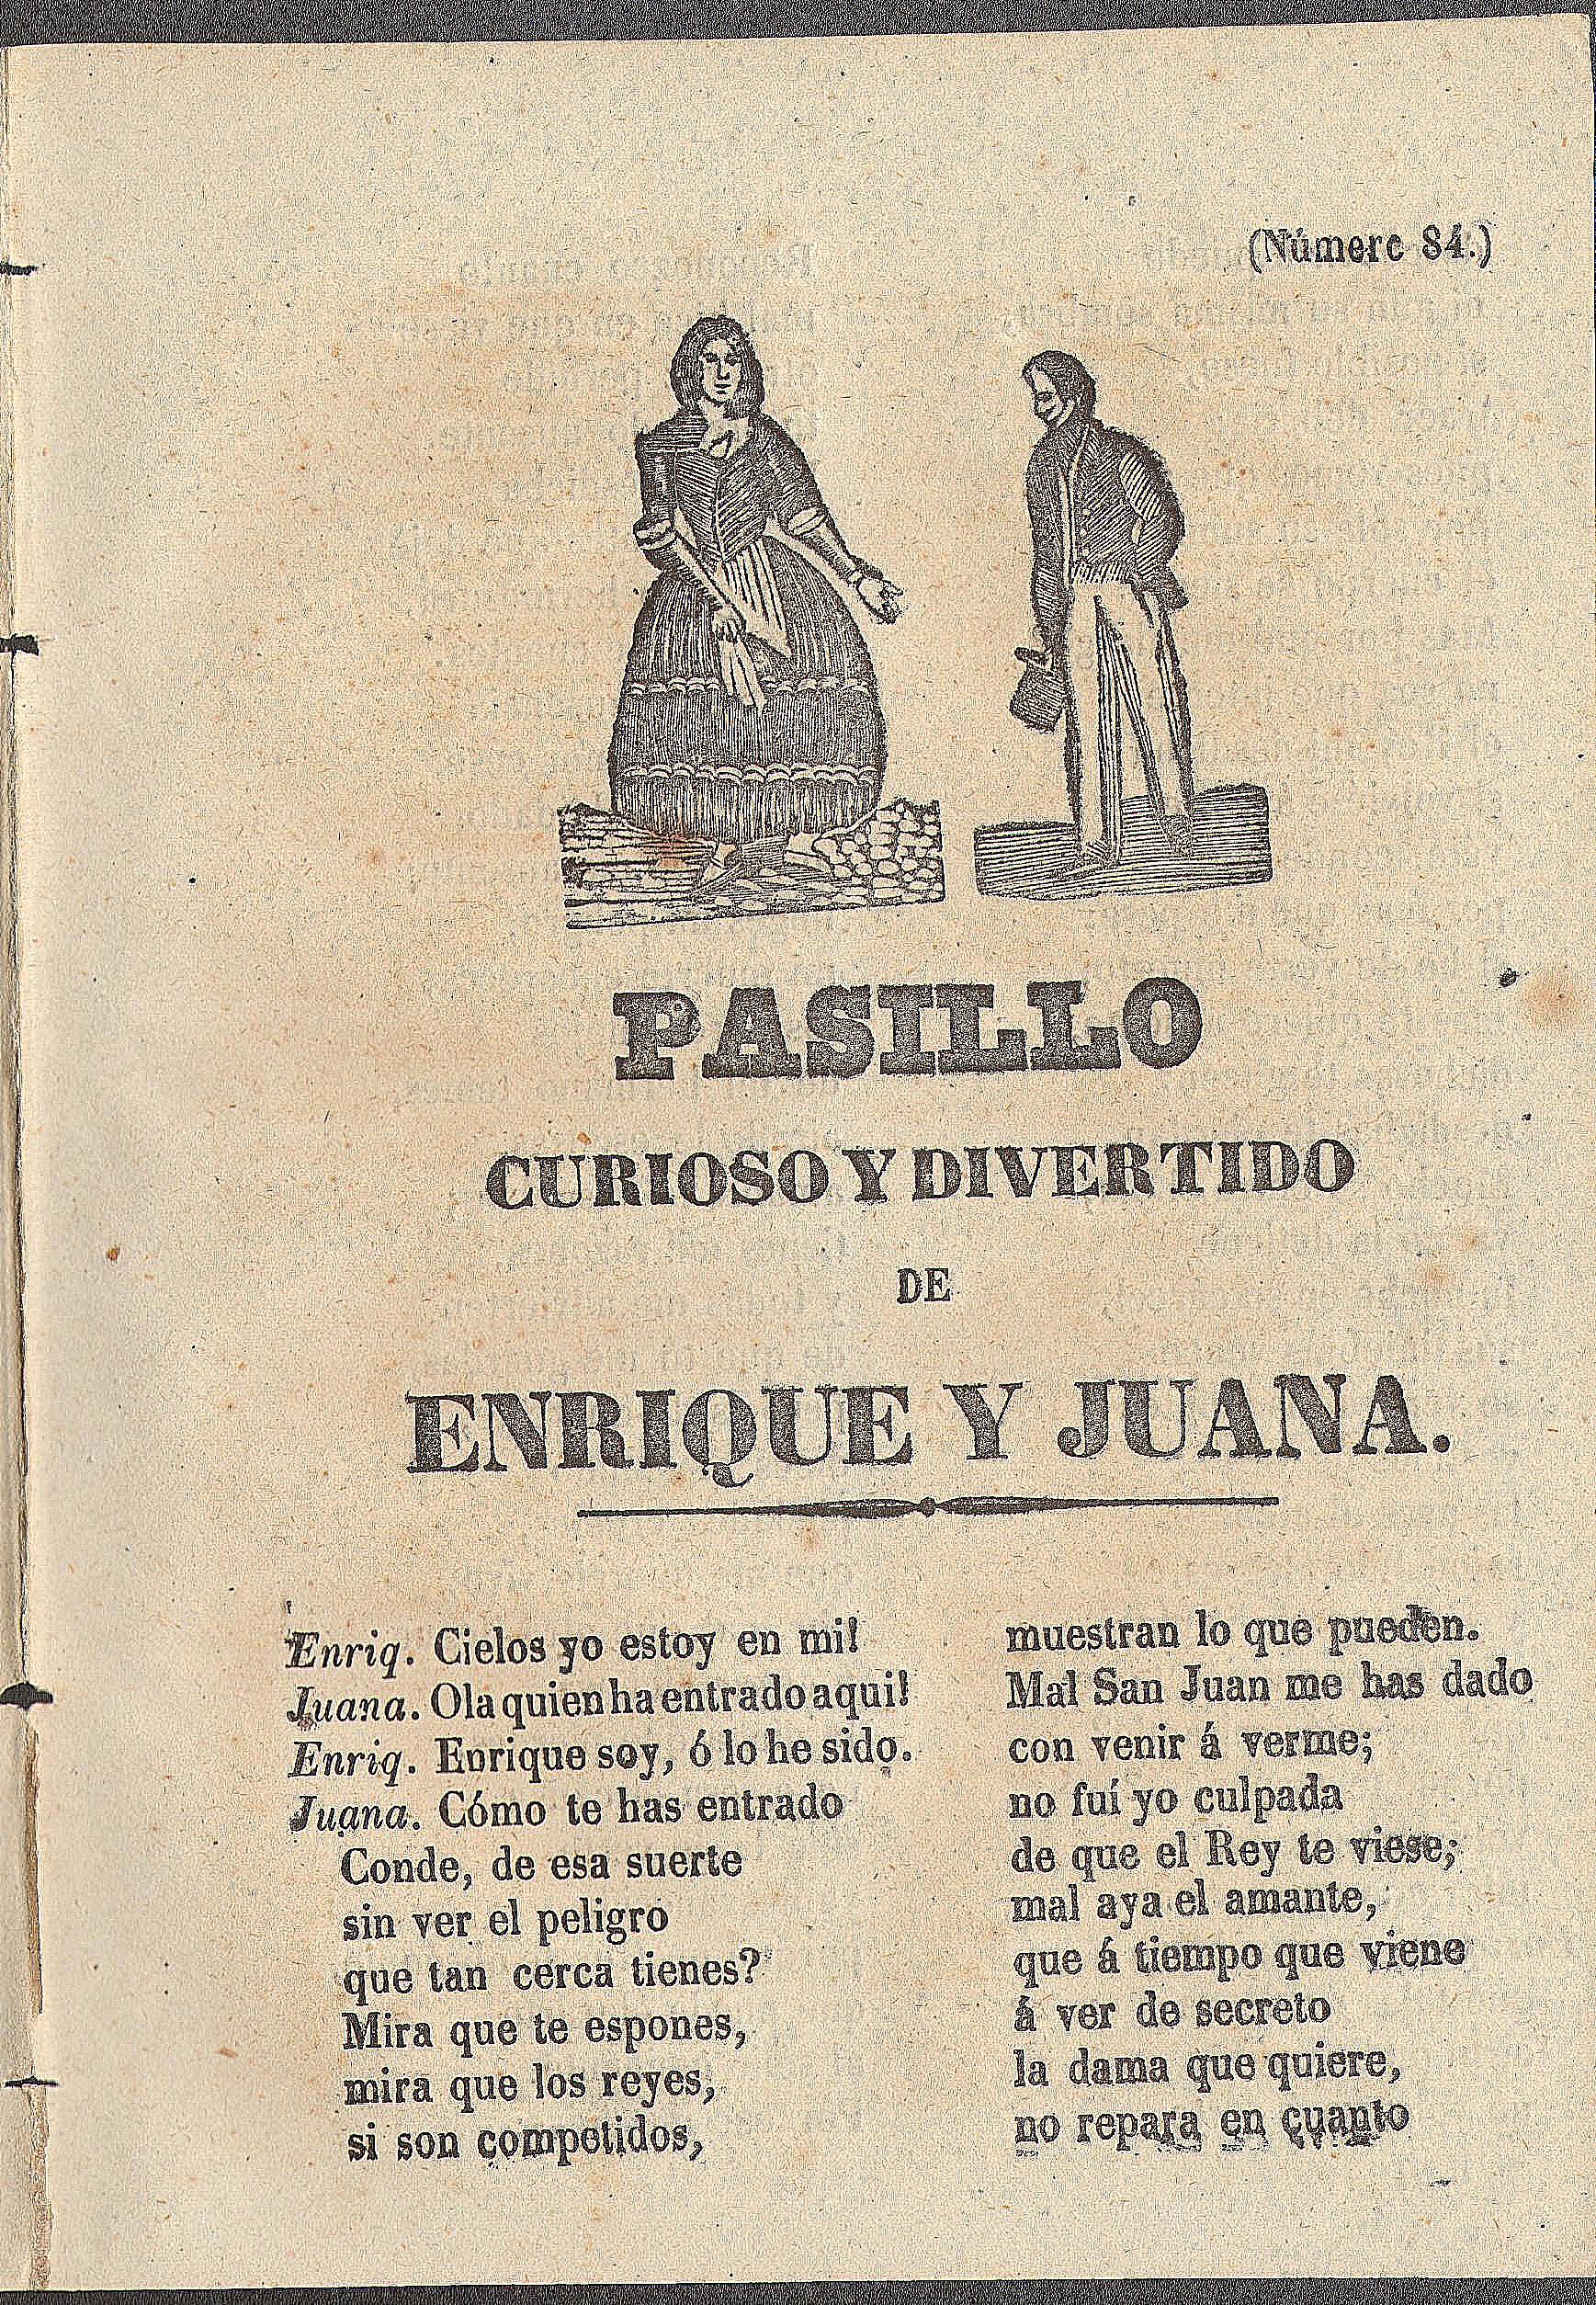 (Númerc 84.)
PASILLO
CURIOSO Y DIVERTIDO
DE
ENRIQUE Y JUANA.
Enriq. Cielos yo estoy en mi!
Juana. Ola quien ha entrado aqui!
Enriq. Enrique soy, ó lo he sido.
Juana. Cómo te has entrado
Conde, de esa suerte
sin ver el peligro
que tan cerca tienes?
Mira que te espones,
mira que los reyes,
si son competidos,
muestran lo que pueden.
Mal San Juan me has dado
con venir á verme;
no fuí yo culpada
de que el Rey te viese;
mal aya el amante,
que á tiempo que viene
á ver de secreto
la dama que quiere,
no repara en cuanto